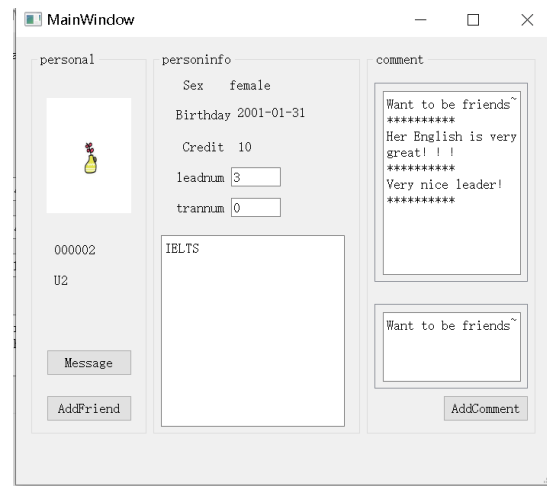 MainWindow
personal
000002
U2
Message
AddFriend
personinfo
Sex female
Birthday 2001-01-31
Credit 10
leadnum 3
trannum 0
IELTS
comment
Want to be friends~
**********
Her English is very
great! ! !
**********
Very nice leader!
**********
Want to be friends~
AddComment